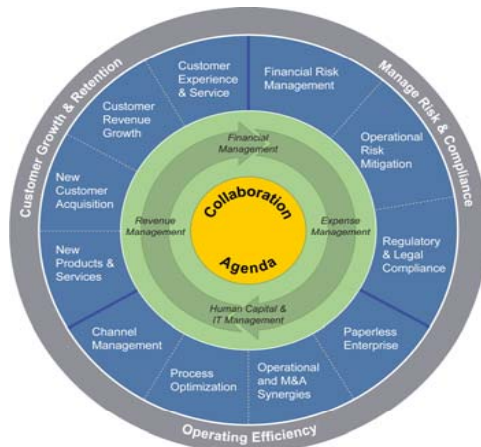 Customer Growth & Retention
Manage Risk & Compliance
Operating Efficiency
Customer
Experience
& Service
Financial Risk
Management
Customer
Revenue
Growth
Operational
Risk
Mitigation
New
Customer
Acquisition
Regulatory
& Legal
Compliance
New
Products &
Services
Paperless
Enterprise
Channel
Management
Process
Optimization
Operational
and M&A
Synergies
Financial
Management
Revenue
Management
Expense
Management
Human Capital &
IT Management
Collaboration
Agenda